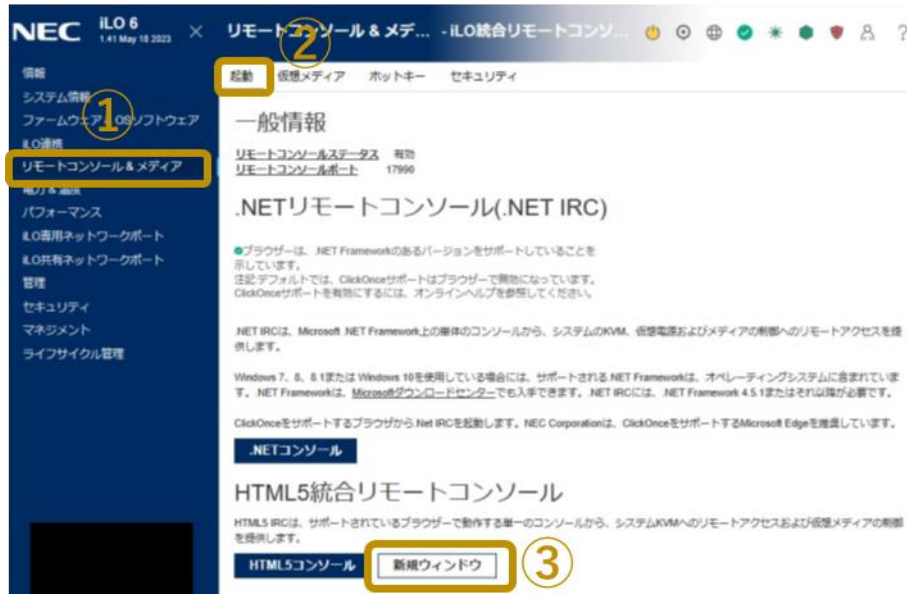 NEC iLO 6
1.41 May 18 2023
リモートコンソール & メデ... - iLO統合リモートコンソ...
②
情報
システム情報
①
ファームウェア OSソフトウェア
iLO連携
リモートコンソール & メディア
電力 & 温度
パフォーマンス
iLO専用ネットワークポート
iLO共有ネットワークポート
管理
セキュリティ
マネジメント
ライフサイクル管理
起動 仮想メディア ホットキー セキュリティ
一般情報
リモートコンソールステータス 有効
リモートコンソールポート 17990
.NETリモートコンソール(.NET IRC)
ブラウザーは、.NET Frameworkのあるバージョンをサポートしていることを
示しています。
注記:デフォルトでは、ClickOnceサポートはブラウザーで無効になっています。
ClickOnceサポートを有効にするには、オンラインヘルプを参照してください。
.NET IRCは、Microsoft .NET Framework上の単体のコンソールから、システムのKVM、仮想電源およびメディアの制御へのリモートアクセスを提
供します。
Windows 7、8、8.1または Windows 10を使用している場合には、サポートされる.NET Frameworkは、オペレーティングシステムに含まれていま
す。.NET Frameworkは、Microsoftダウンロードセンターでも入手できます。.NET IRCには、.NET Framework 4.5.1またはそれ以降が必要です。
ClickOnceをサポートするブラウザから.Net IRCを起動します。NEC Corporationは、ClickOnceをサポートするMicrosoft Edgeを推奨しています。
.NETコンソール
HTML5統合リモートコンソール
HTML5 IRCは、サポートされているブラウザーで動作する単一のコンソールから、システムKVMへのリモートアクセスおよび仮想メディアの制御
を提供します。
HTML5コンソール 新規ウィンドウ ③